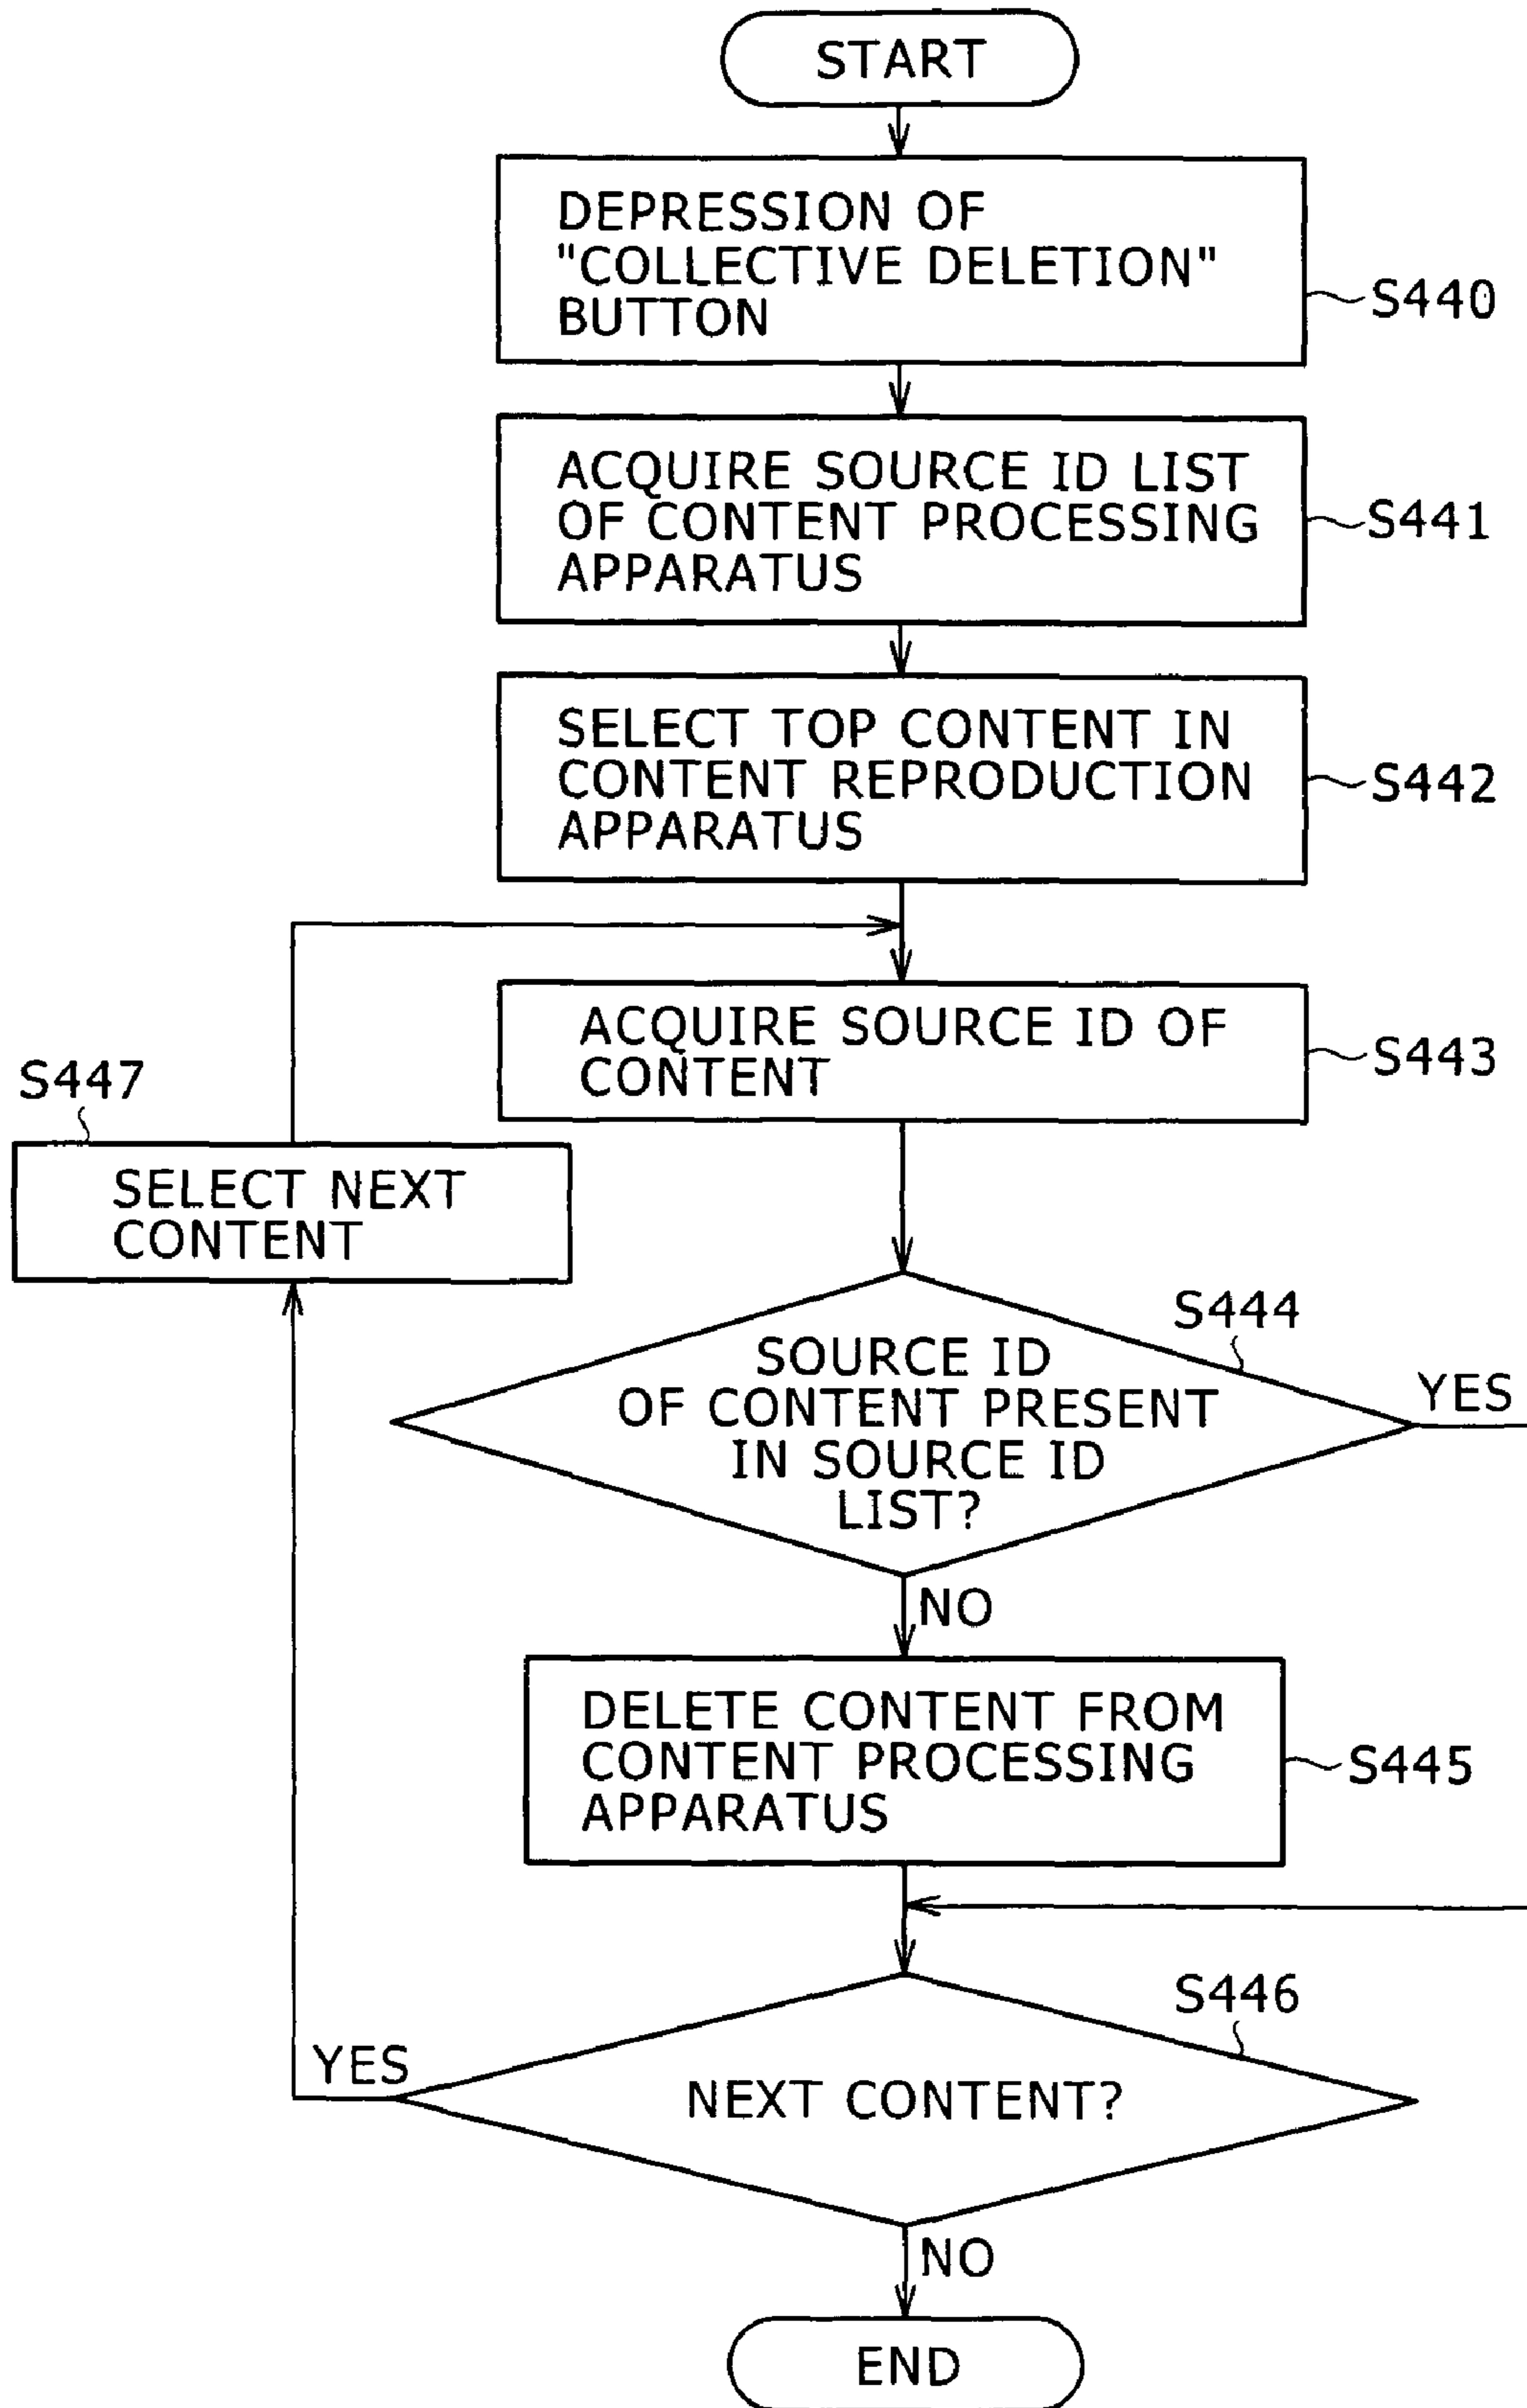 START
DEPRESSION OF
"COLLECTIVE DELETION"
BUTTON
S440
ACQUIRE SOURCE ID LIST
OF CONTENT PROCESSING
APPARATUS
S441
SELECT TOP CONTENT IN
CONTENT REPRODUCTION
APPARATUS
S442
ACQUIRE SOURCE ID OF
CONTENT
S443
S447
SELECT NEXT
CONTENT
S444
SOURCE ID
OF CONTENT PRESENT
IN SOURCE ID
LIST?
YES
NO
DELETE CONTENT FROM
CONTENT PROCESSING
APPARATUS
S445
S446
YES
NEXT CONTENT?
NO
END